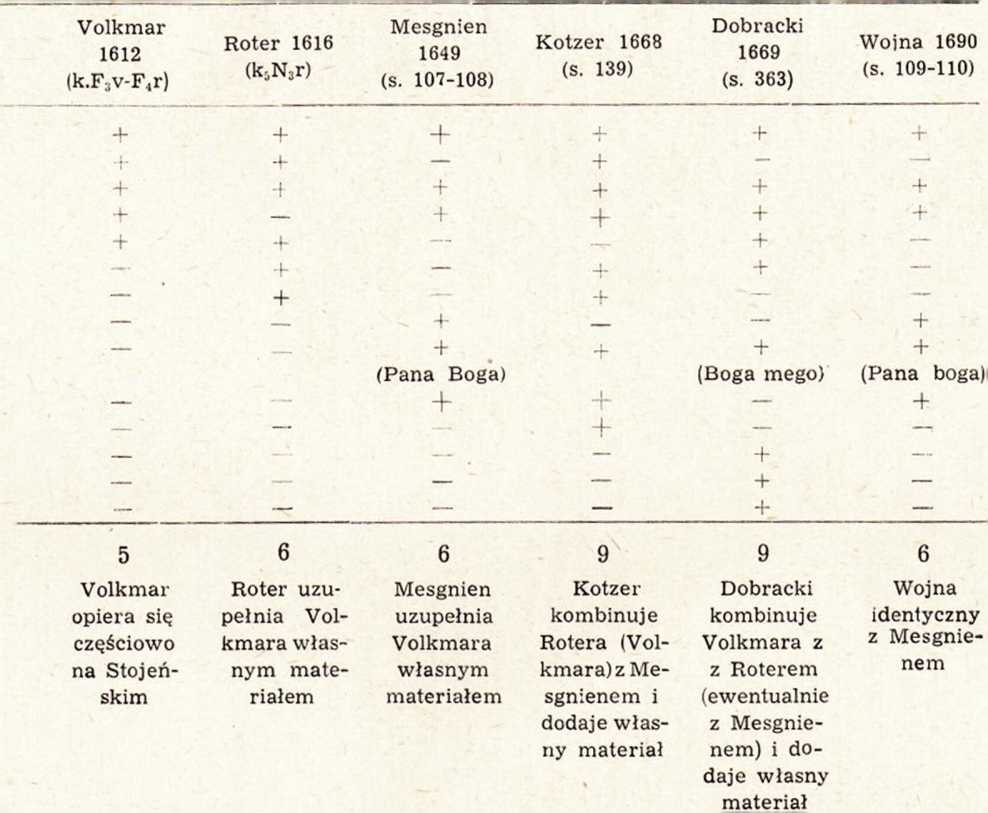 Volkmar 1612 (k.F₃v-F₄r) | Roter 1616 (k₅N₃r) | Mesgnien 1649 (s. 107-108) | Kotzer 1668 (s. 139) | Dobracki 1669 (s. 363) | Wojna 1690 (s. 109-110)
+ + + + + +
+ + — + — —
+ + + + + +
+ — + + + +
+ + — — + —
— + — + + —
— + — + — —
— — + — — +
— — + + + +
(Pana Boga) (Boga mego) (Pana boga)
— — + + — +
— — — + — —
— — — — + —
— — — — + —
— — — — + —
5 6 6 9 9 6
Volkmar
opiera się
częściowo
na Stojeń-
skim
Roter uzu-
pełnia Vol-
kmara włas-
nym mate-
riałem
Mesgnien
uzupełnia
Volkmara
własnym
materiałem
Kotzer
kombinuje
Rotera (Vol-
kmara) z Me-
sgnienem i
dodaje włas-
ny materiał
Dobracki
kombinuje
Volkmara z
z Roterem
(ewentualnie
z Mesgnie-
nem) i do-
daje własny
materiał
Wojna
identyczny
z Mesgnie-
nem